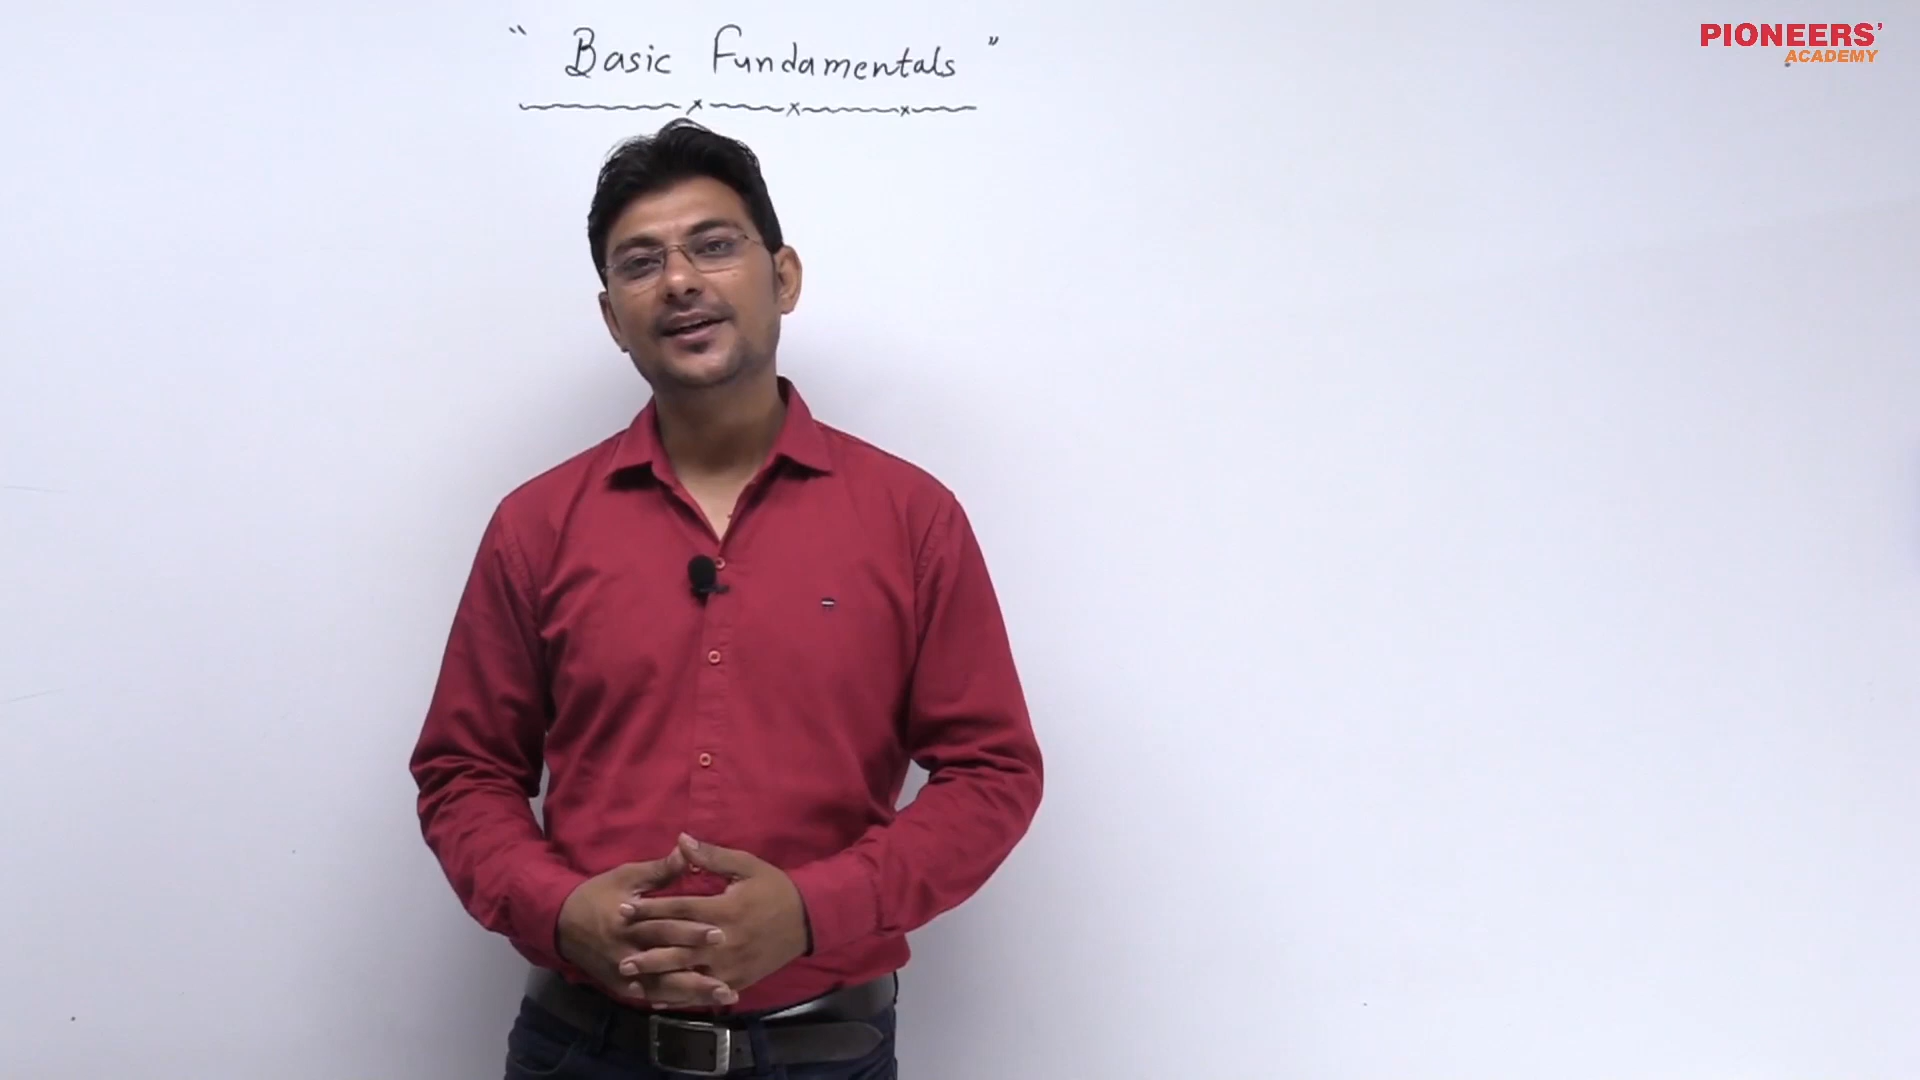 “ Basic Fundamentals ”
PIONEERS’
ACADEMY